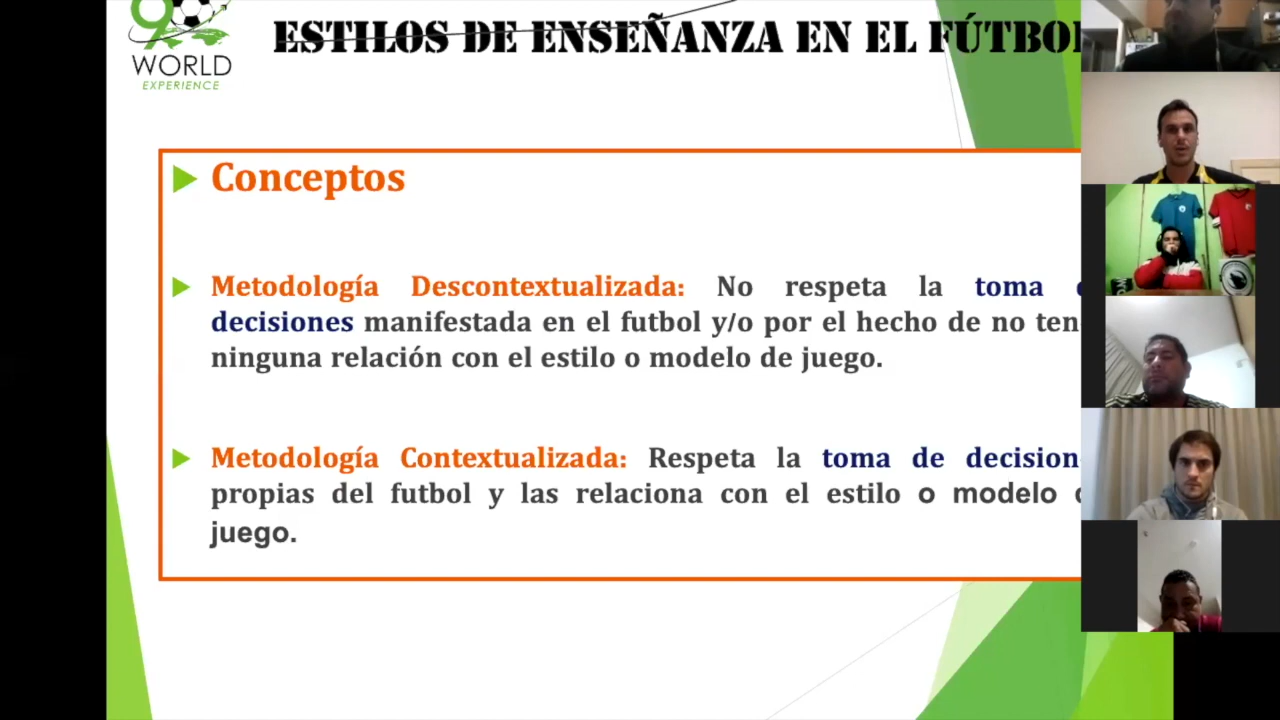 90
WORLD
EXPERIENCE
ESTILOS DE ENSEÑANZA EN EL FÚTBOL
Conceptos
Metodología Descontextualizada: No respeta la toma
decisiones manifestada en el futbol y/o por el hecho de no ten
ninguna relación con el estilo o modelo de juego.
Metodología Contextualizada: Respeta la toma de decision
propias del futbol y las relaciona con el estilo o modelo
juego.